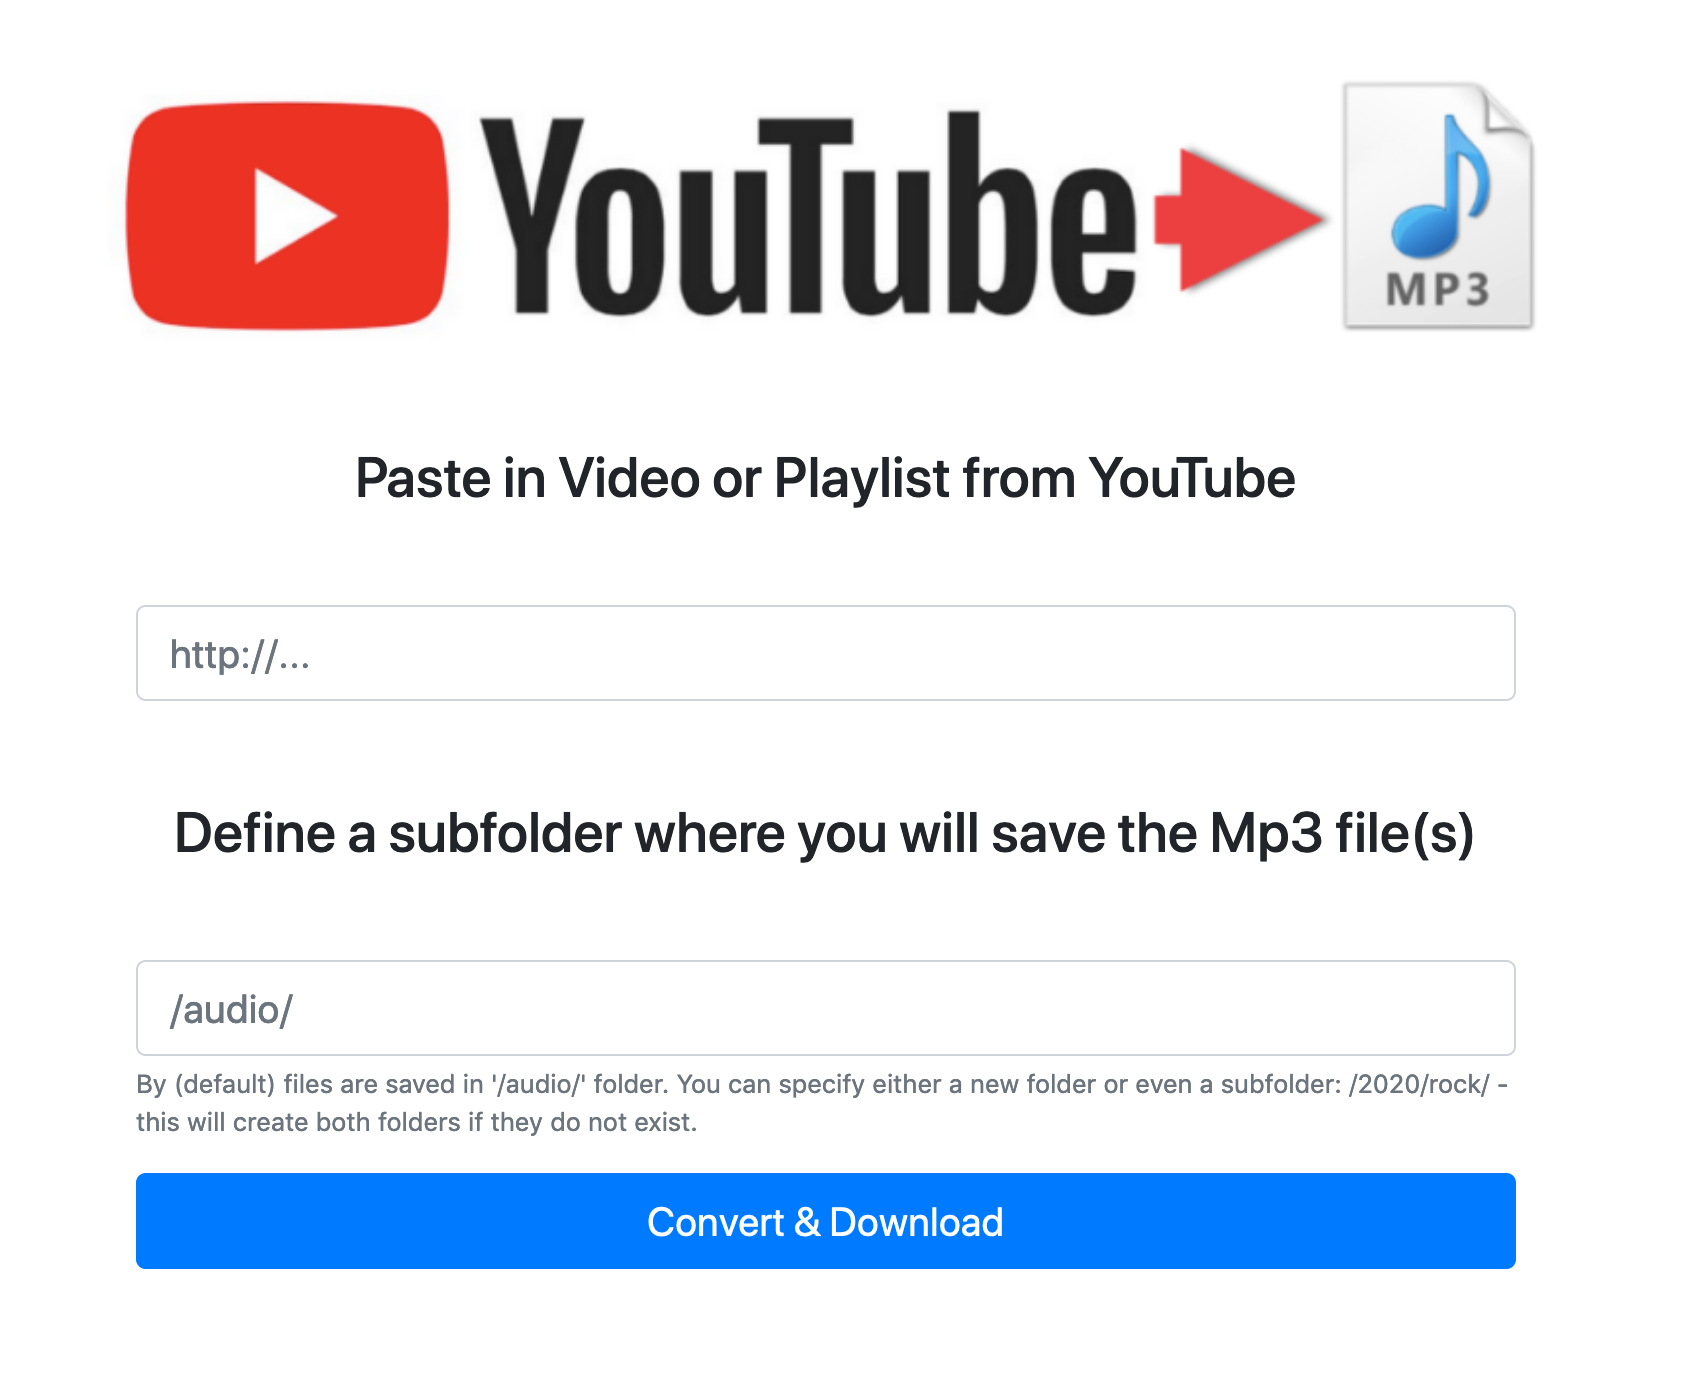 YouTube
MP3
Paste in Video or Playlist from YouTube
http://...
Define a subfolder where you will save the Mp3 file(s)
/audio/
By (default) files are saved in '/audio/' folder. You can specify either a new folder or even a subfolder: /2020/rock/ -
this will create both folders if they do not exist.
Convert & Download